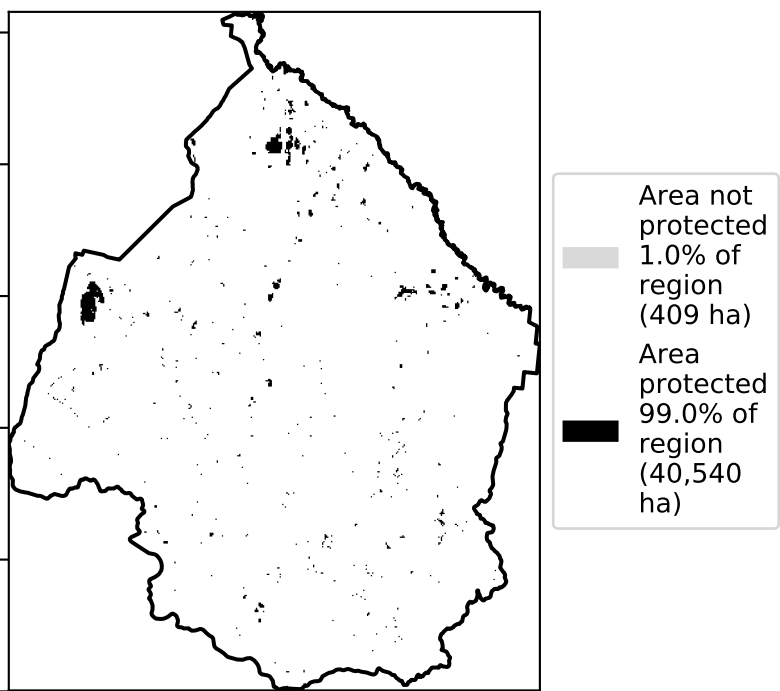 Area not
protected
1.0% of
region
(409 ha)
Area
protected
99.0% of
region
(40,540
ha)